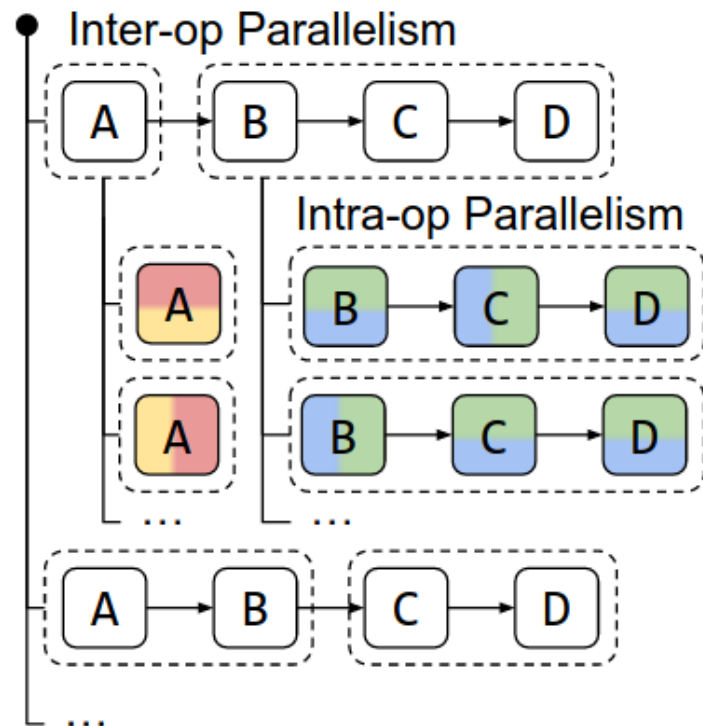 Inter-op Parallelism
A B C D
Intra-op Parallelism
A B C D
A B C D
... ...
A B C D
...